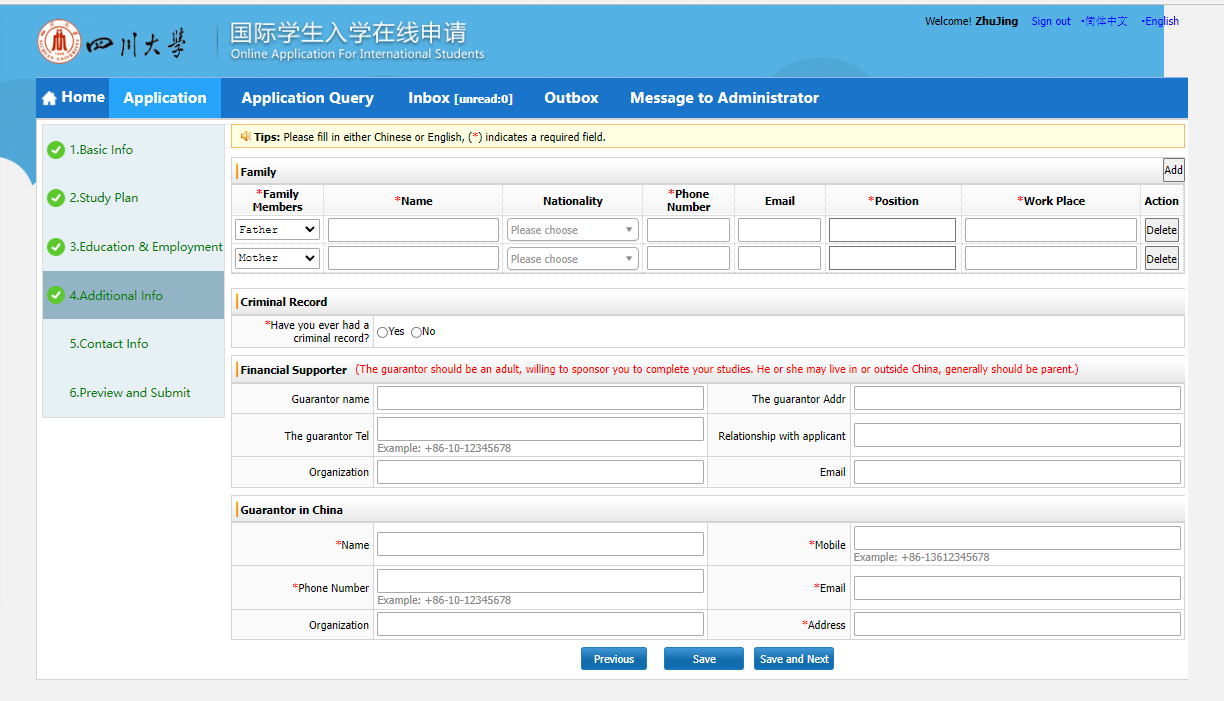 Welcome! ZhuJing Sign out ·简体中文 ·English
四川大學
国际学生入学在线申请
Online Application For International Students
Home Application Application Query Inbox [unread:0] Outbox Message to Administrator
1.Basic Info
2.Study Plan
3.Education & Employment
4.Additional Info
5.Contact Info
6.Preview and Submit
Tips: Please fill in either Chinese or English, (*) indicates a required field.
Family Add
*Family Members *Name Nationality *Phone Number Email *Position *Work Place Action
Father Please choose Delete
Mother Please choose Delete
Criminal Record
*Have you ever had a criminal record? Yes No
Financial Supporter (The guarantor should be an adult, willing to sponsor you to complete your studies. He or she may live in or outside China, generally should be parent.)
Guarantor name The guarantor Addr
The guarantor Tel Relationship with applicant
Example: +86-10-12345678
Organization Email
Guarantor in China
*Name *Mobile
Example: +86-13612345678
*Phone Number *Email
Example: +86-10-12345678
Organization *Address
Previous Save Save and Next